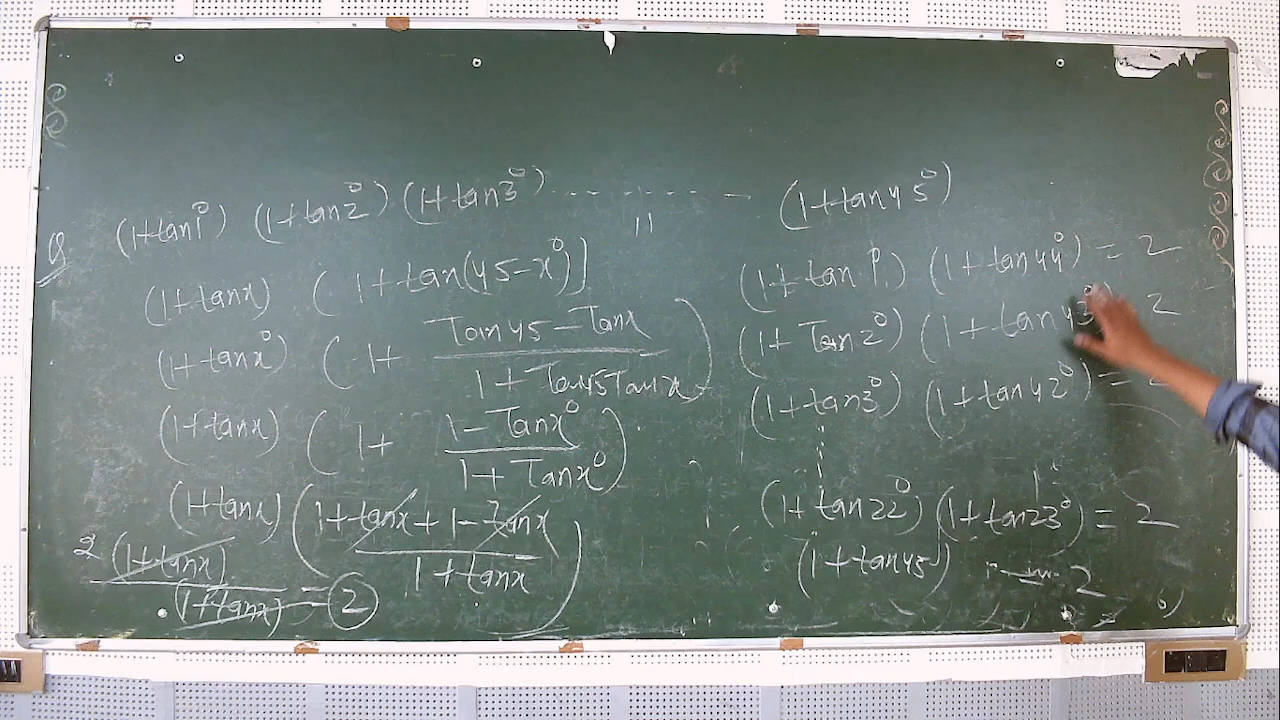 Q (1+tan1°) (1+tan2°) (1+tan3°) ------- (1+tan45°)
(1+tanx) (1+tan(45-x°)]
(1+tanx°) (1+ (Tan45-Tanx)/(1+Tan45Tanx))
(1+tanx) (1+ (1-Tanx°)/(1+Tanx°))
(1+tanx) ((1+tanx+1-Tanx)/(1+tanx))
2(1+tanx)/(1+tanx) = 2
(1+tan1°) (1+tan44°) = 2
(1+Tan2°) (1+tan43°) 2
(1+tan3°) (1+tan42°) = 2
(1+tan22°) (1+tan23°) = 2
(1+tan45) 2